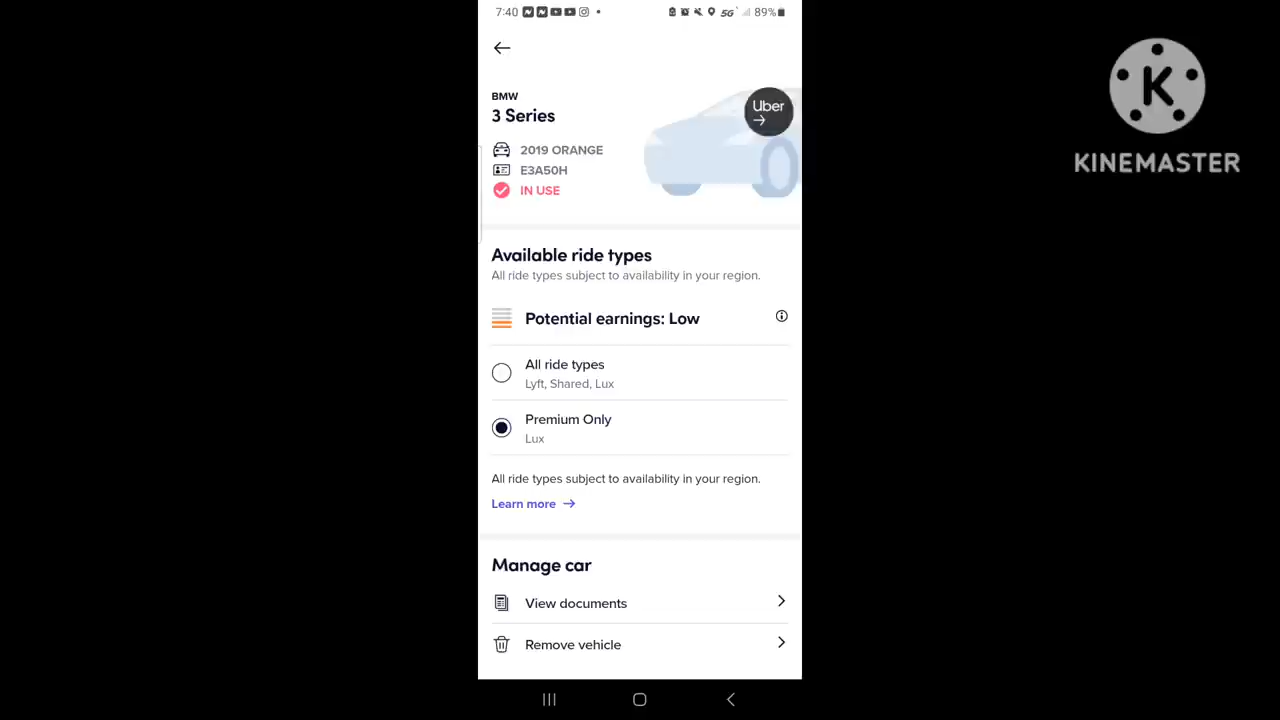 7:40
5G
89%
BMW
3 Series
Uber
2019 ORANGE
E3A50H
IN USE
Available ride types
All ride types subject to availability in your region.
Potential earnings: Low
All ride types
Lyft, Shared, Lux
Premium Only
Lux
All ride types subject to availability in your region.
Learn more
Manage car
View documents
Remove vehicle
K
KINEMASTER